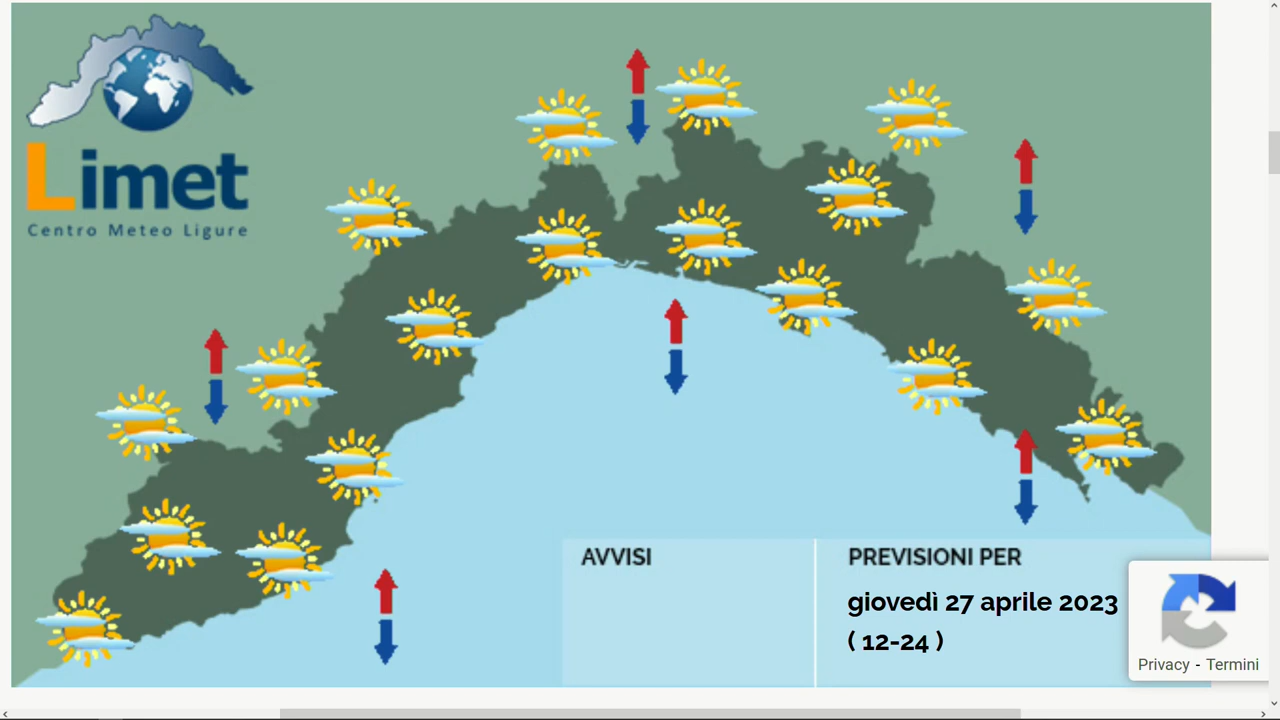 Limet
Centro Meteo Ligure
AVVISI
PREVISIONI PER
giovedì 27 aprile 2023
( 12-24 )
Privacy - Termini